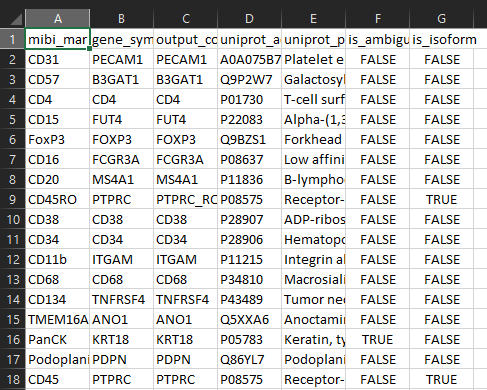 A B C D E F G
1 mibi_mar gene_sym output_co uniprot_a uniprot_p is_ambigu is_isoform
2 CD31 PECAM1 PECAM1 A0A075B7 Platelet e FALSE FALSE
3 CD57 B3GAT1 B3GAT1 Q9P2W7 Galactosyl FALSE FALSE
4 CD4 CD4 CD4 P01730 T-cell surf FALSE FALSE
5 CD15 FUT4 FUT4 P22083 Alpha-(1,3 FALSE FALSE
6 FoxP3 FOXP3 FOXP3 Q9BZS1 Forkhead FALSE FALSE
7 CD16 FCGR3A FCGR3A P08637 Low affini FALSE FALSE
8 CD20 MS4A1 MS4A1 P11836 B-lympho FALSE FALSE
9 CD45RO PTPRC PTPRC_RO P08575 Receptor- FALSE TRUE
10 CD38 CD38 CD38 P28907 ADP-ribos FALSE FALSE
11 CD34 CD34 CD34 P28906 Hematopo FALSE FALSE
12 CD11b ITGAM ITGAM P11215 Integrin al FALSE FALSE
13 CD68 CD68 CD68 P34810 Macrosiali FALSE FALSE
14 CD134 TNFRSF4 TNFRSF4 P43489 Tumor nec FALSE FALSE
15 TMEM16A ANO1 ANO1 Q5XXA6 Anoctamin FALSE FALSE
16 PanCK KRT18 KRT18 P05783 Keratin, ty TRUE FALSE
17 Podoplani PDPN PDPN Q86YL7 Podoplani FALSE FALSE
18 CD45 PTPRC PTPRC P08575 Receptor- FALSE TRUE